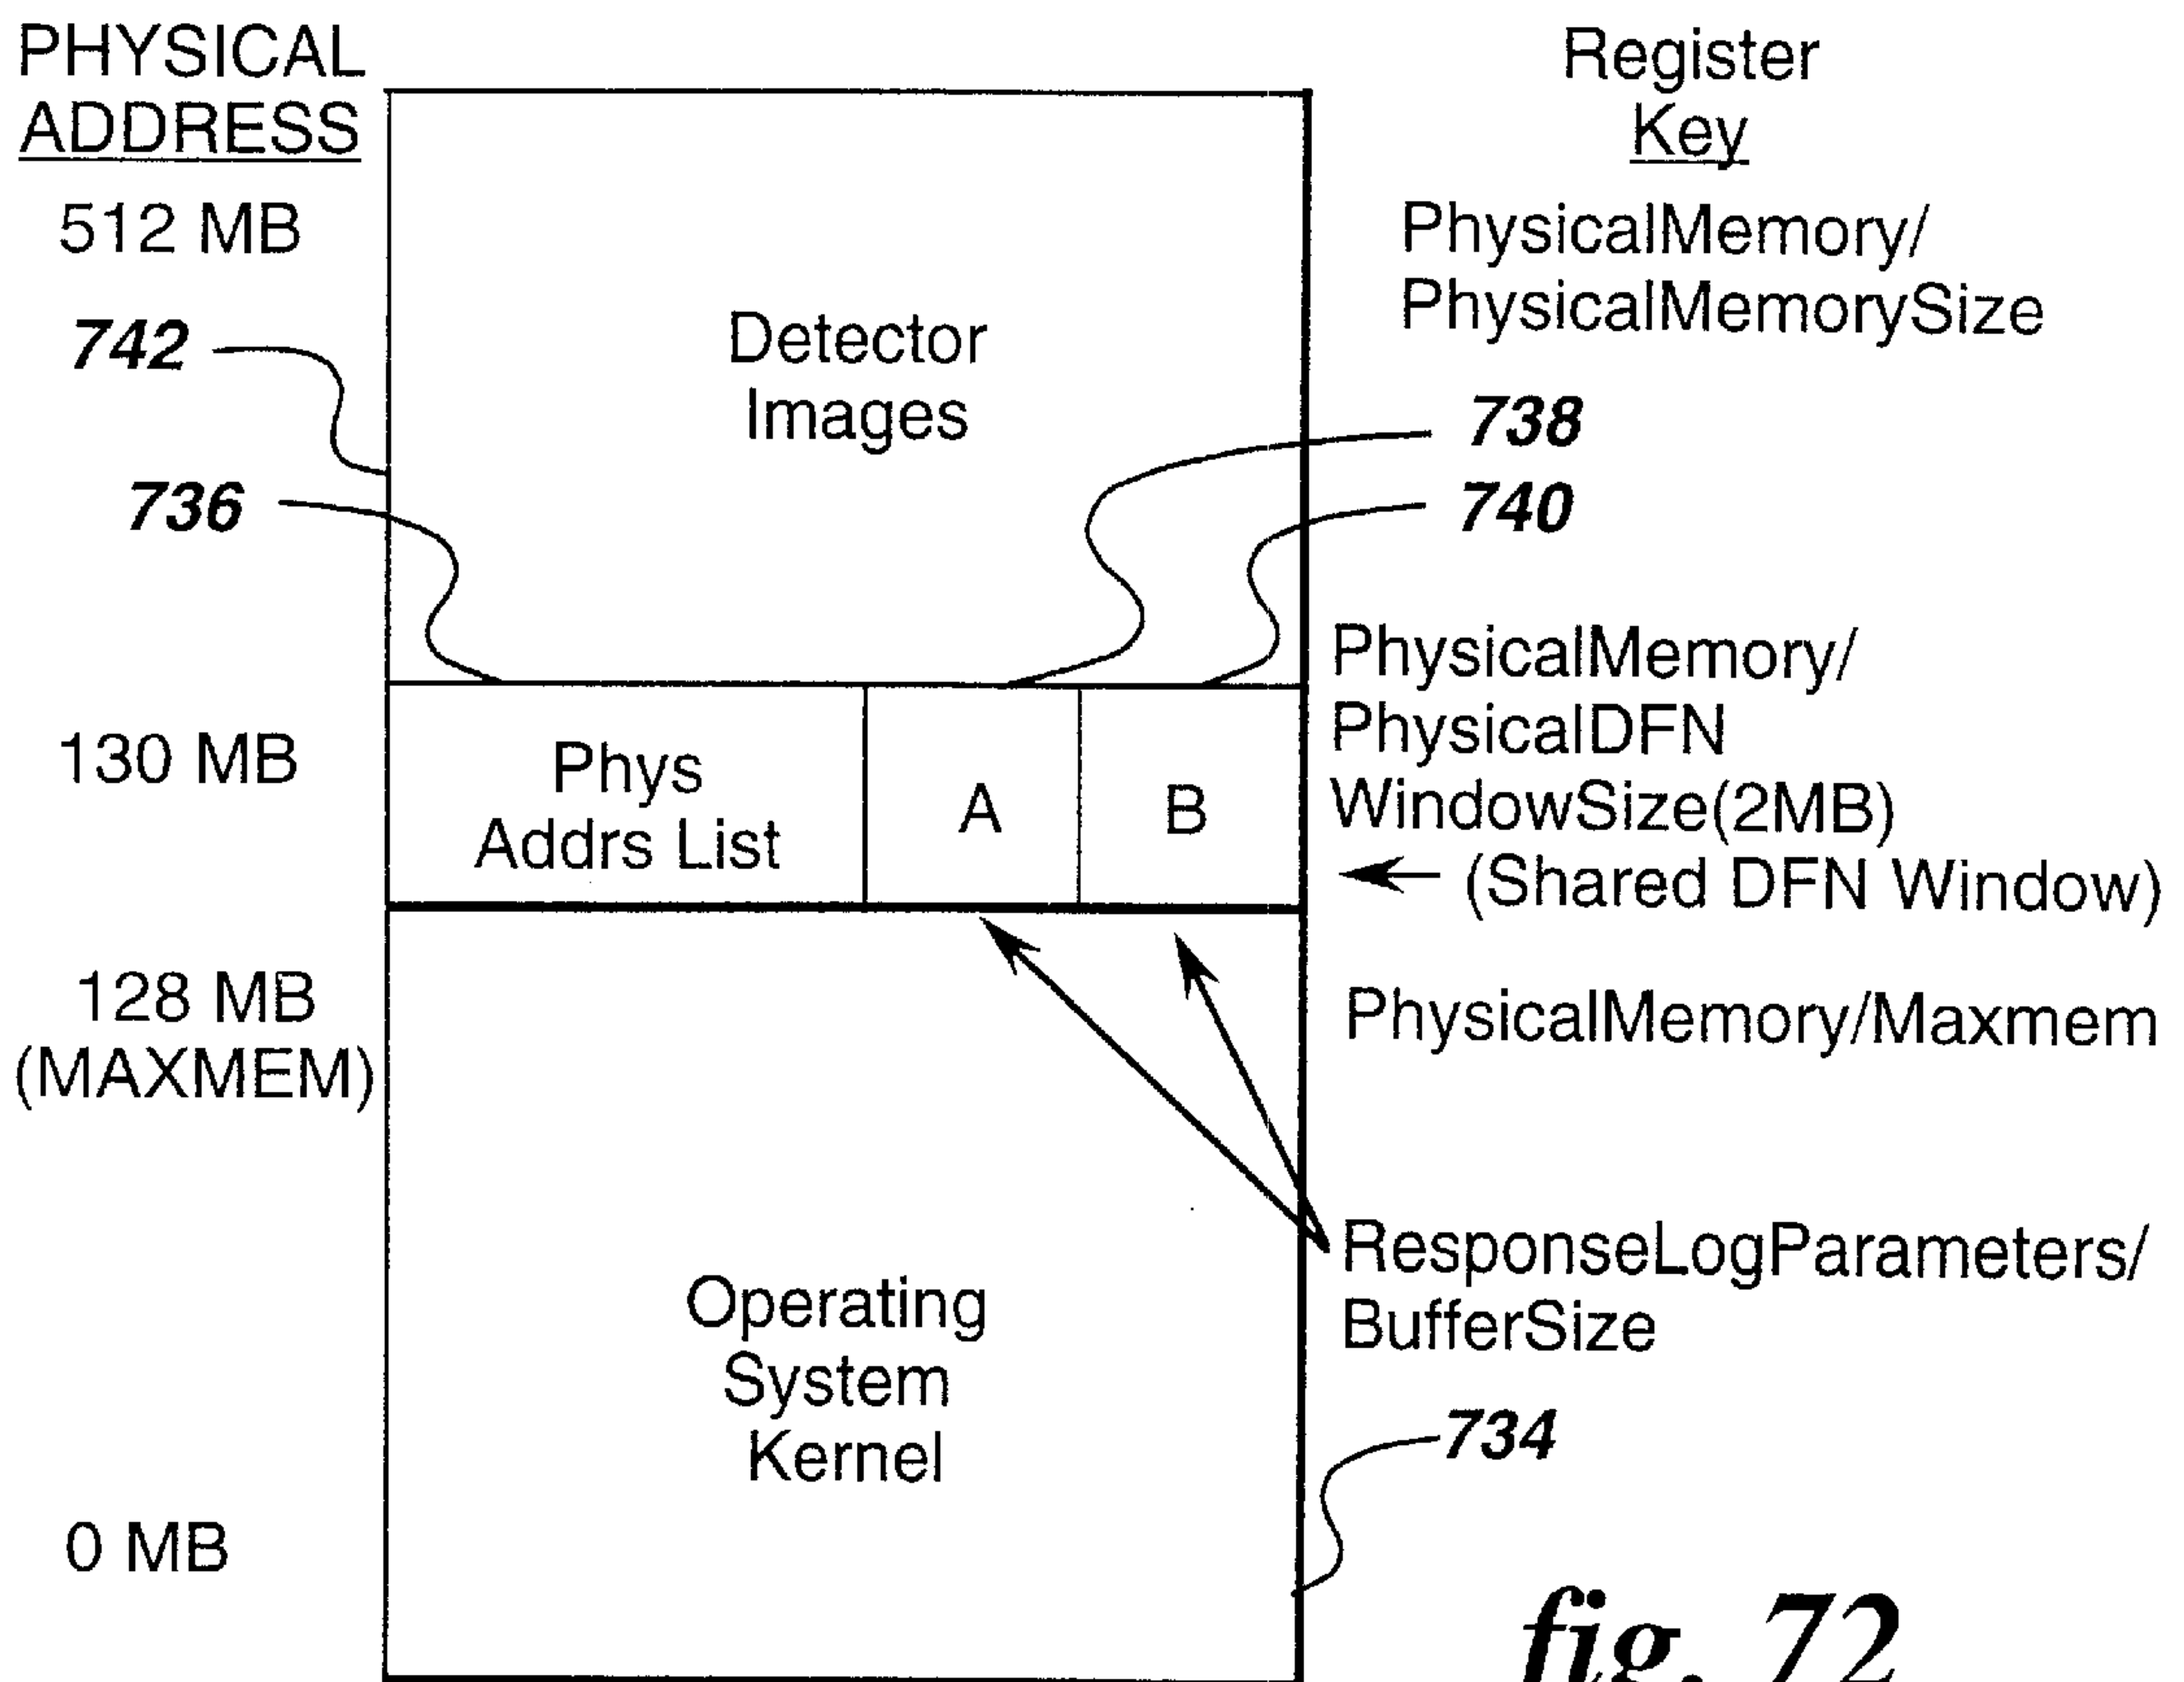 PHYSICAL
ADDRESS
Register
Key
512 MB
PhysicalMemory/
PhysicalMemorySize
742
Detector
Images
738
736
740
130 MB
Phys
Addrs List
A
B
PhysicalMemory/
PhysicalDFN
WindowSize(2MB)
(Shared DFN Window)
128 MB
(MAXMEM)
PhysicalMemory/Maxmem
ResponseLogParameters/
BufferSize
Operating
System
Kernel
734
0 MB
fig. 72